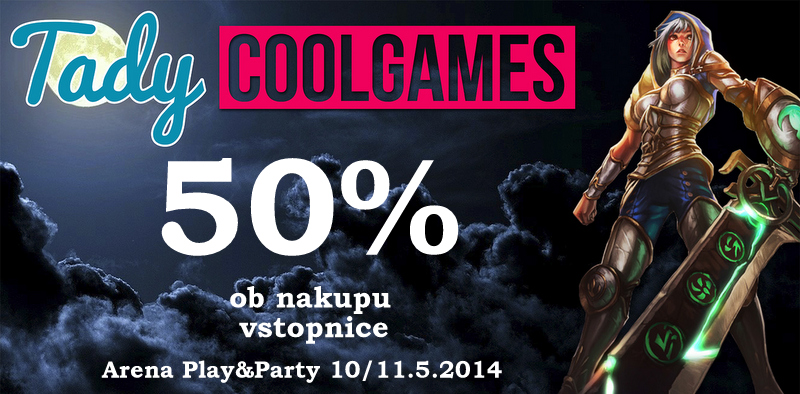 Tady COOLGAMES
50%
ob nakupu
vstopnice
Arena Play&Party 10/11.5.2014